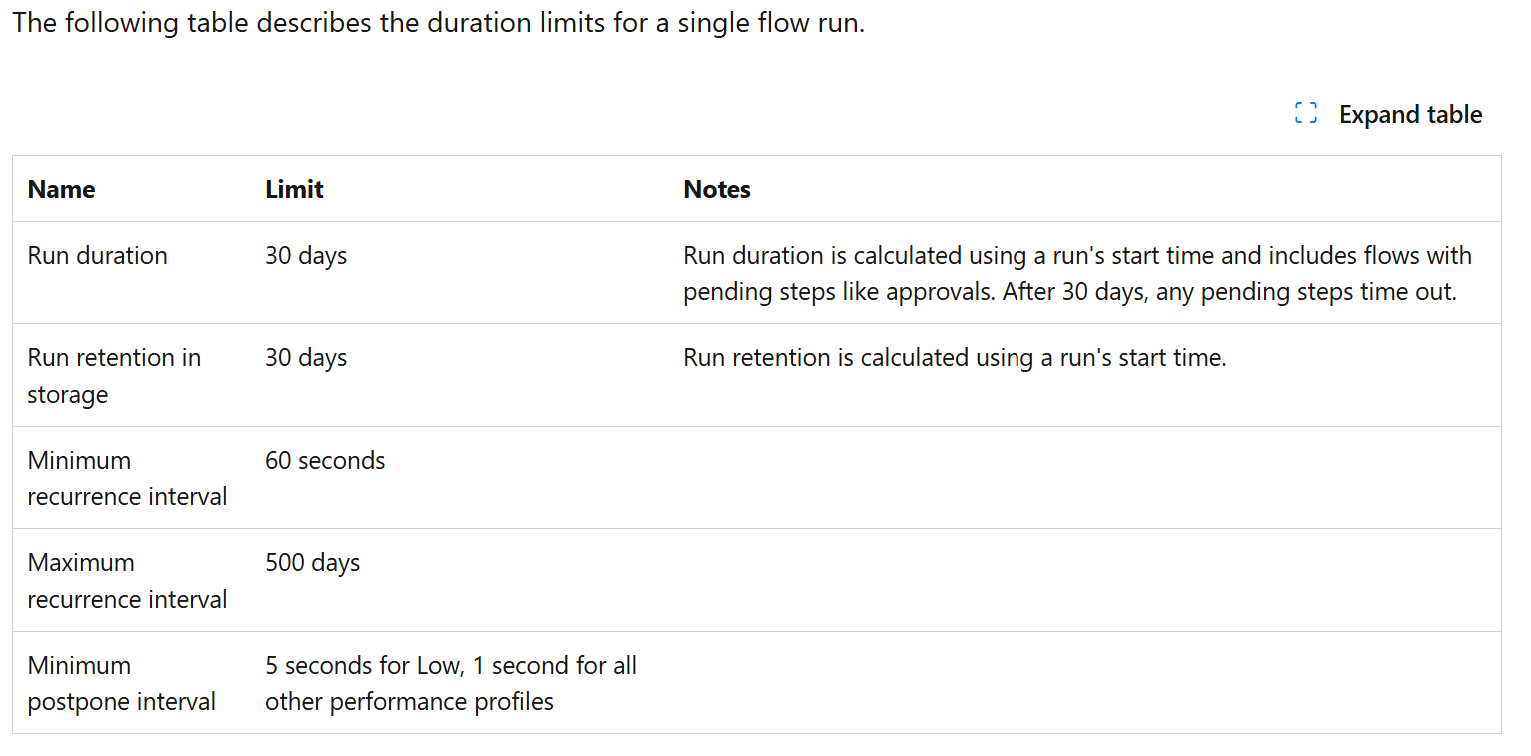 The following table describes the duration limits for a single flow run.
Expand table
Name Limit Notes
Run duration 30 days Run duration is calculated using a run's start time and includes flows with
pending steps like approvals. After 30 days, any pending steps time out.
Run retention in 30 days Run retention is calculated using a run's start time.
storage
Minimum 60 seconds
recurrence interval
Maximum 500 days
recurrence interval
Minimum 5 seconds for Low, 1 second for all
postpone interval other performance profiles